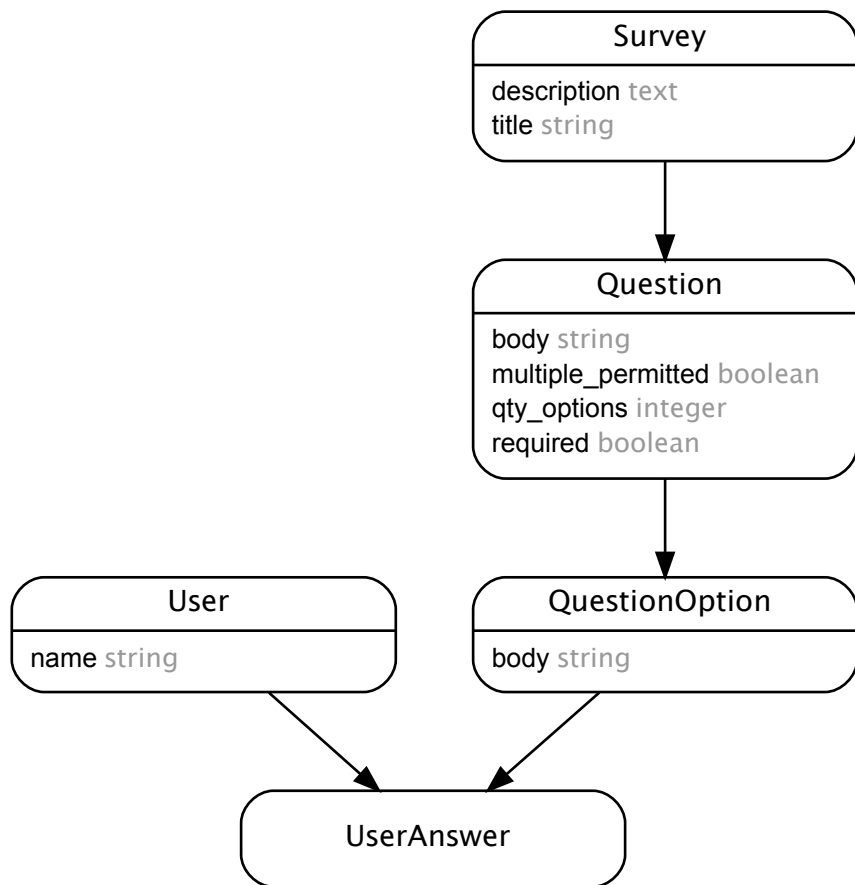 Survey
description text
title string
Question
body string
multiple_permitted boolean
qty_options integer
required boolean
User
name string
QuestionOption
body string
UserAnswer